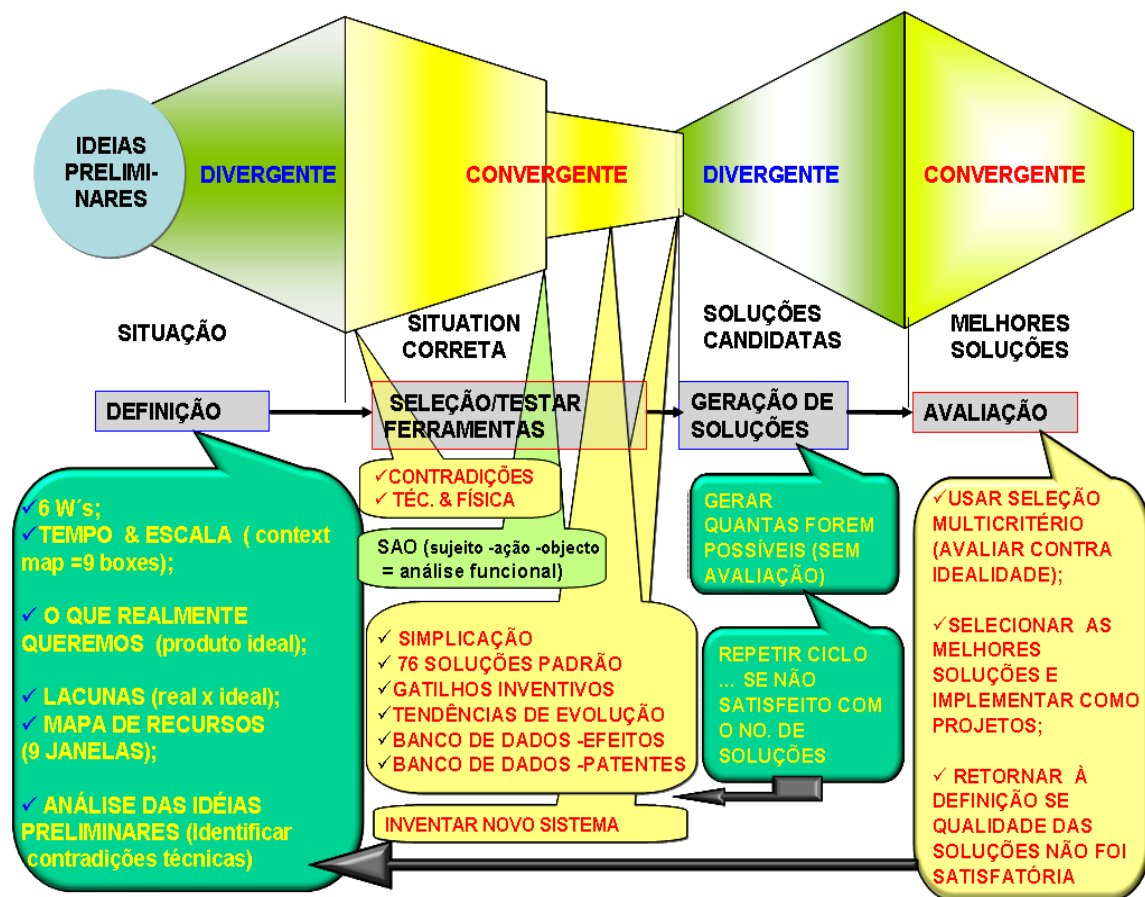 IDEIAS
PRELIMI-
NARES
DIVERGENTE
CONVERGENTE
DIVERGENTE
CONVERGENTE
SITUAÇÃO
SITUATION
CORRETA
SOLUÇÕES
CANDIDATAS
MELHORES
SOLUÇÕES
DEFINIÇÃO
SELEÇÃO/TESTAR
FERRAMENTAS
GERAÇÃO DE
SOLUÇÕES
AVALIAÇÃO
✓6 W´s;
✓TEMPO & ESCALA ( context
map =9 boxes);
✓ O QUE REALMENTE
QUEREMOS (produto ideal);
✓ LACUNAS (real x ideal);
✓ MAPA DE RECURSOS
(9 JANELAS);
✓ ANÁLISE DAS IDÉIAS
PRELIMINARES (Identificar
contradições técnicas)
✓CONTRADIÇÕES
✓ TÉC. & FÍSICA
SAO (sujeito -ação -objecto
= análise funcional)
✓ SIMPLICAÇÃO
✓ 76 SOLUÇÕES PADRÃO
✓ GATILHOS INVENTIVOS
✓ TENDÊNCIAS DE EVOLUÇÃO
✓ BANCO DE DADOS -EFEITOS
✓ BANCO DE DADOS -PATENTES
INVENTAR NOVO SISTEMA
GERAR
QUANTAS FOREM
POSSÍVEIS (SEM
AVALIAÇÃO)
REPETIR CICLO
... SE NÃO
SATISFEITO COM
O NO. DE
SOLUÇÕES
✓USAR SELEÇÃO
MULTICRITÉRIO
(AVALIAR CONTRA
IDEALIDADE);
✓SELECIONAR AS
MELHORES
SOLUÇÕES E
IMPLEMENTAR COMO
PROJETOS;
✓ RETORNAR À
DEFINIÇÃO SE
QUALIDADE DAS
SOLUÇÕES NÃO FOI
SATISFATÓRIA